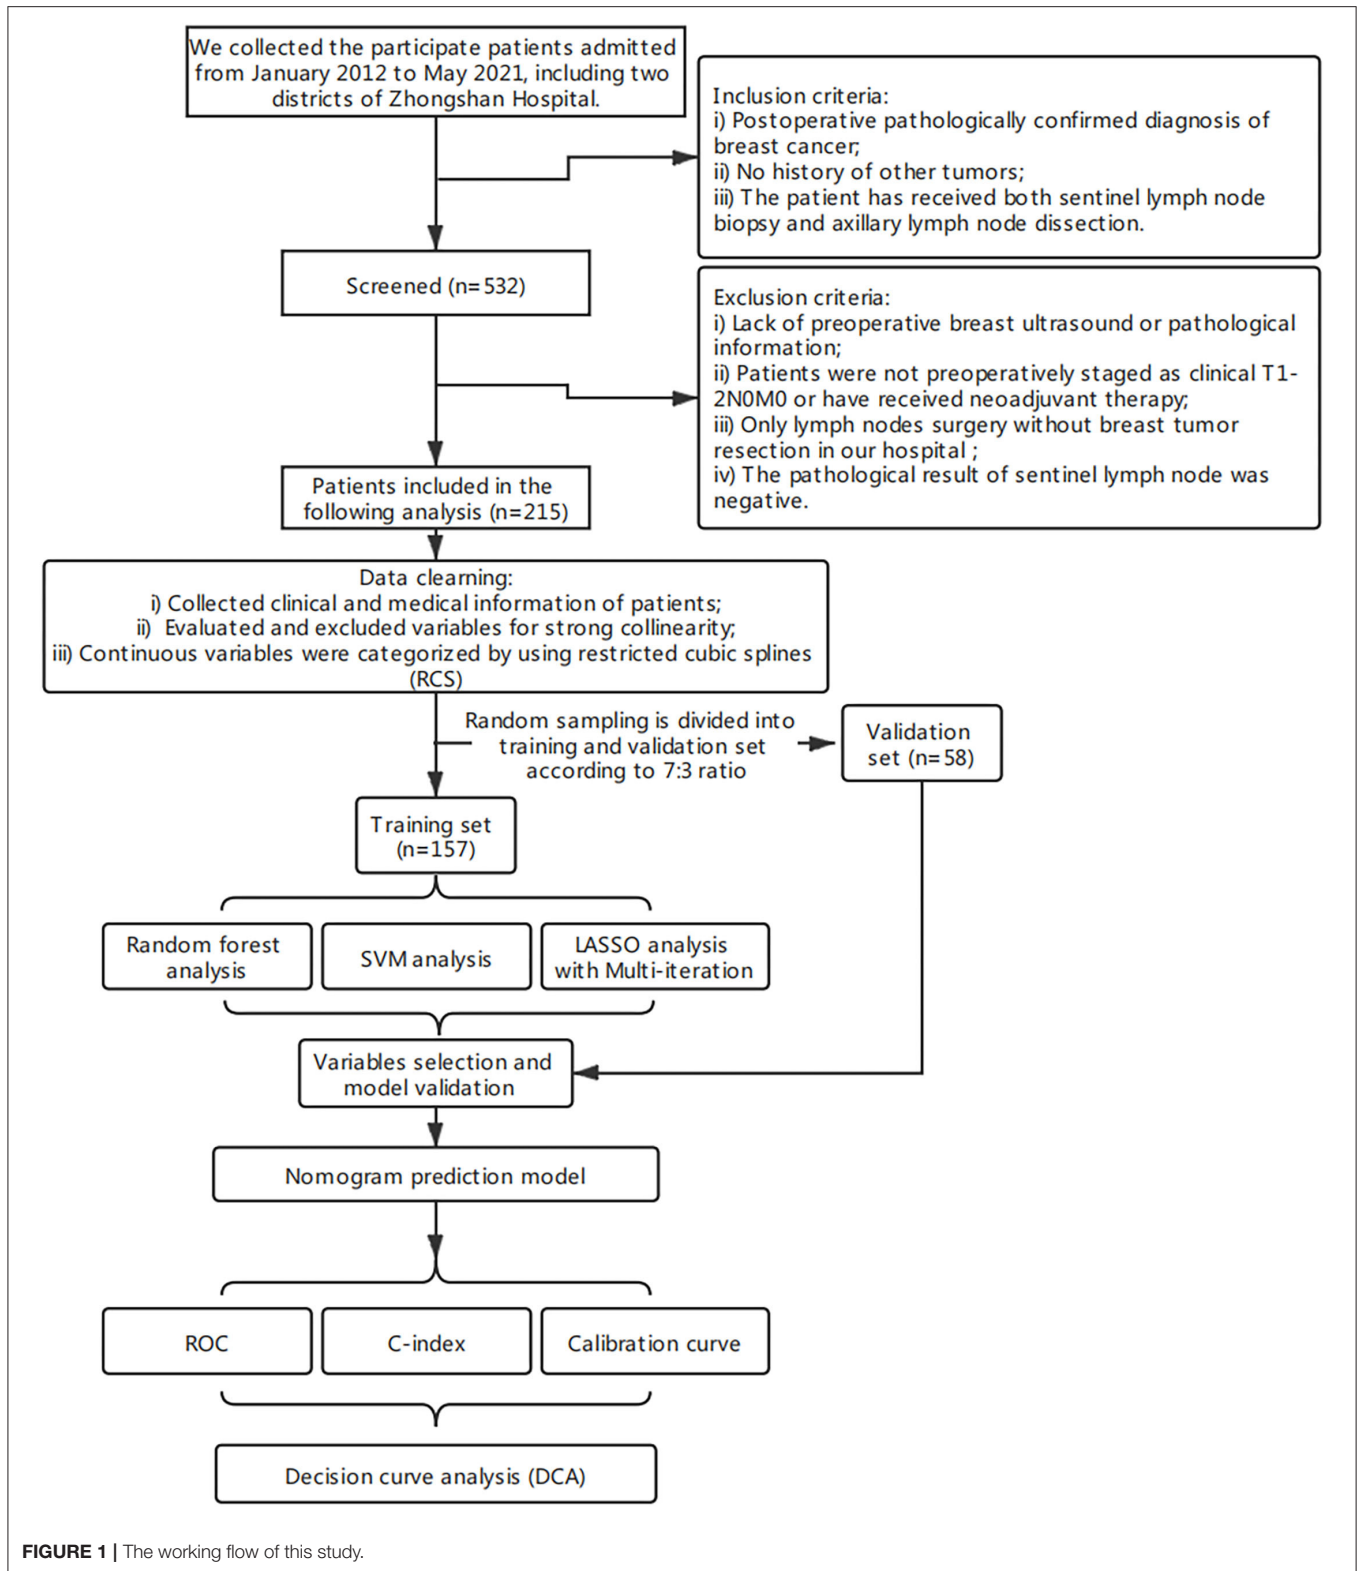 We collected the participate patients admitted
from January 2012 to May 2021, including two
districts of Zhongshan Hospital.
Inclusion criteria:
i) Postoperative pathologically confirmed diagnosis of
breast cancer;
ii) No history of other tumors;
iii) The patient has received both sentinel lymph node
biopsy and axillary lymph node dissection.
Screened (n=532)
Exclusion criteria:
i) Lack of preoperative breast ultrasound or pathological
information;
ii) Patients were not preoperatively staged as clinical T1-
2N0M0 or have received neoadjuvant therapy;
iii) Only lymph nodes surgery without breast tumor
resection in our hospital ;
iv) The pathological result of sentinel lymph node was
negative.
Patients included in the
following analysis (n=215)
Data clearning:
i) Collected clinical and medical information of patients;
ii) Evaluated and excluded variables for strong collinearity;
iii) Continuous variables were categorized by using restricted cubic splines
(RCS)
Random sampling is divided into
training and validation set
according to 7:3 ratio
Validation
set (n=58)
Training set
(n=157)
Random forest
analysis
SVM analysis
LASSO analysis
with Multi-iteration
Variables selection and
model validation
Nomogram prediction model
ROC
C-index
Calibration curve
Decision curve analysis (DCA)
FIGURE 1 | The working flow of this study.